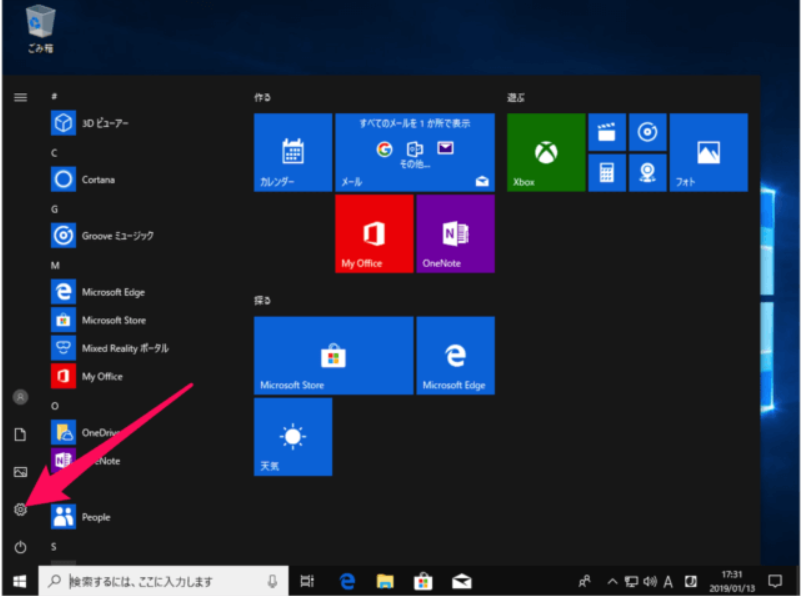 ごみ箱
#
3D ビューアー
C
Cortana
G
Groove ミュージック
M
Microsoft Edge
Microsoft Store
Mixed Reality ポータル
My Office
O
OneDrive
OneNote
People
S
作る
カレンダー
すべてのメールを 1 か所で表示
その他...
メール
My Office
OneNote
遊ぶ
Xbox
フォト
探る
Microsoft Store
Microsoft Edge
天気
検索するには、ここに入力します
A
17:31
2019/01/13